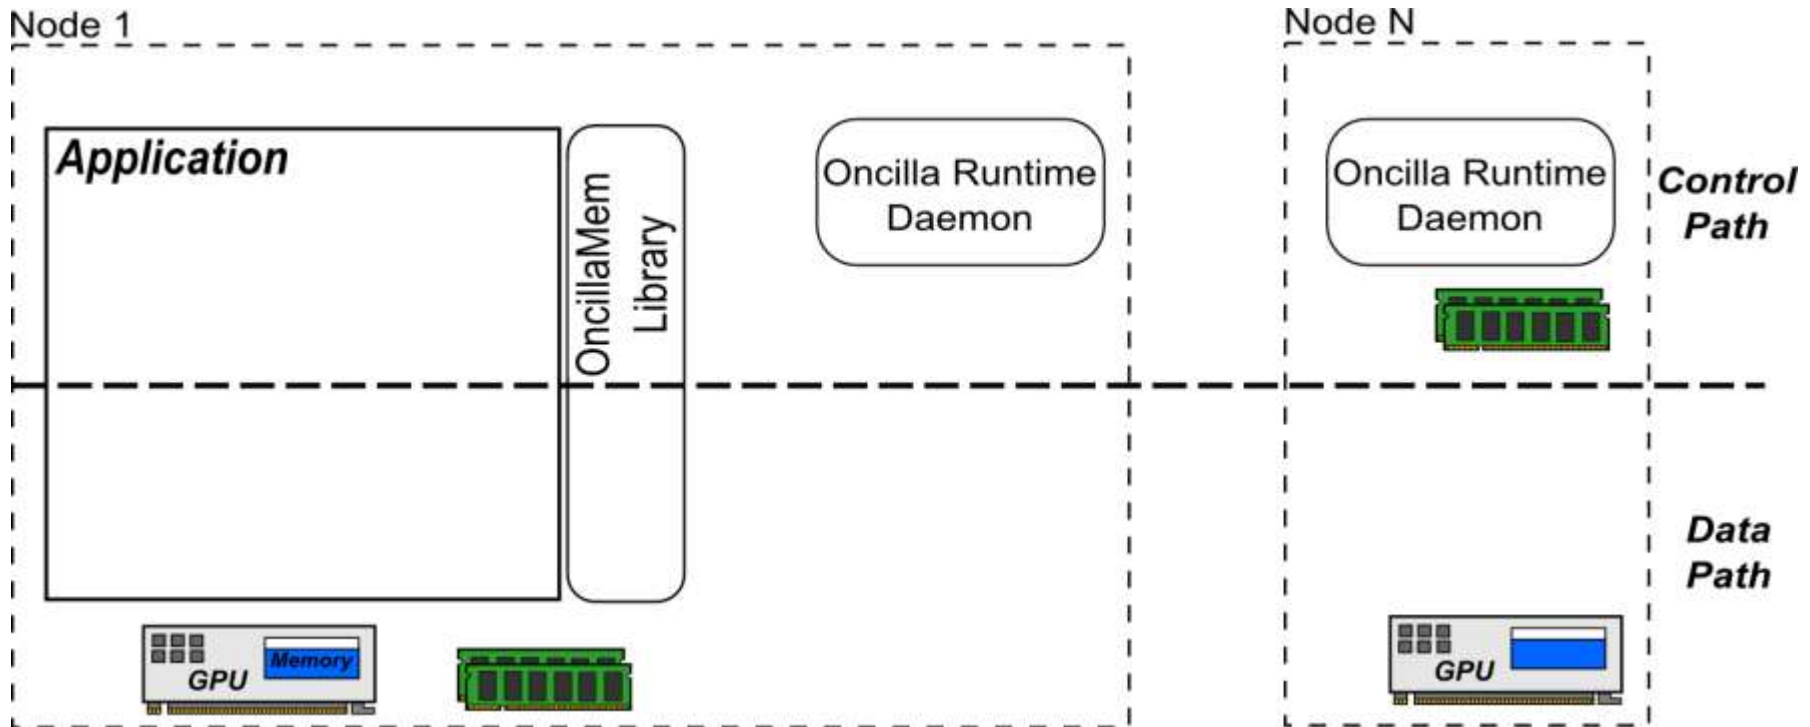 Node 1
Node N
Application
OncillaMem
Library
Oncilla Runtime
Daemon
Oncilla Runtime
Daemon
Control
Path
Data
Path
Memory
GPU
GPU